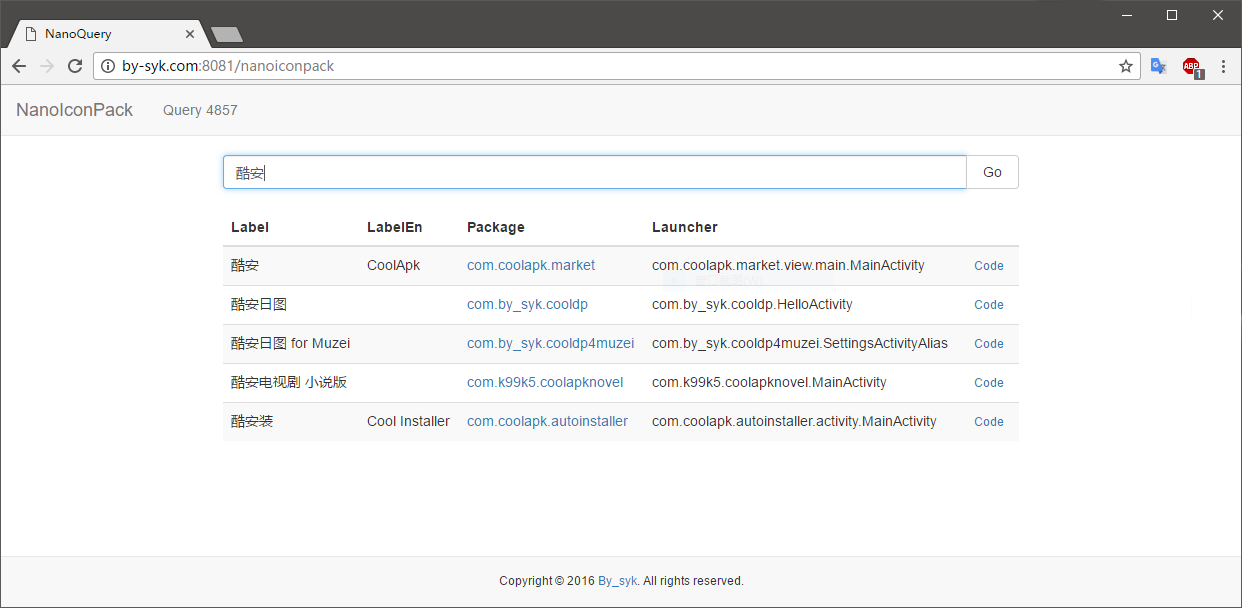 NanoQuery
by-syk.com:8081/nanoiconpack
ABP
1
NanoIconPack Query 4857
酷安 Go
Label LabelEn Package Launcher
酷安 CoolApk com.coolapk.market com.coolapk.market.view.main.MainActivity Code
酷安日图 com.by_syk.cooldp com.by_syk.cooldp.HelloActivity Code
酷安日图 for Muzei com.by_syk.cooldp4muzei com.by_syk.cooldp4muzei.SettingsActivityAlias Code
酷安电视剧 小说版 com.k99k5.coolapknovel com.k99k5.coolapknovel.MainActivity Code
酷安装 Cool Installer com.coolapk.autoinstaller com.coolapk.autoinstaller.activity.MainActivity Code
Copyright © 2016 By_syk. All rights reserved.